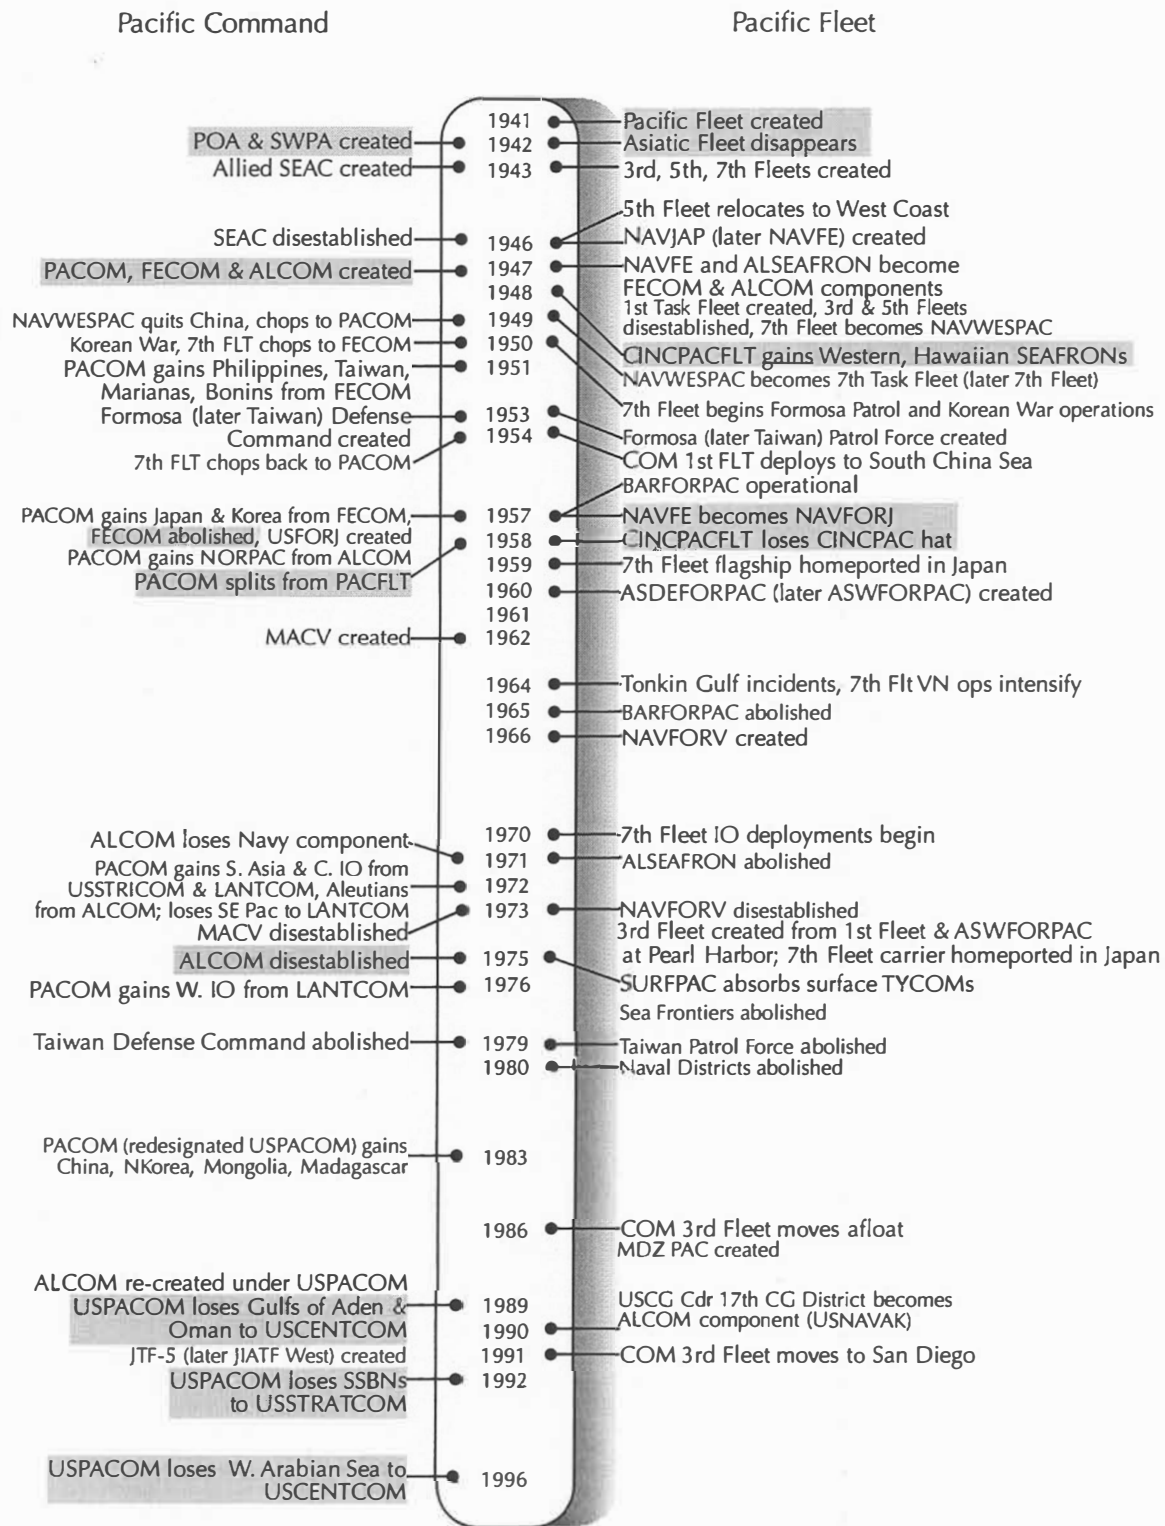 Pacific Command
Pacific Fleet
1941
Pacific Fleet created
POA & SWPA created
1942
Asiatic Fleet disappears
Allied SEAC created
1943
3rd, 5th, 7th Fleets created
5th Fleet relocates to West Coast
SEAC disestablished
1946
NAVJAP (later NAVFE) created
PACOM, FECOM & ALCOM created
1947
NAVFE and ALSEAFRON become
FECOM & ALCOM components
1948
1st Task Fleet created, 3rd & 5th Fleets
disestablished, 7th Fleet becomes NAVWESPAC
NAVWESPAC quits China, chops to PACOM
1949
Korean War, 7th FLT chops to FECOM
1950
CINCPACFLT gains Western, Hawaiian SEAFRONs
PACOM gains Philippines, Taiwan,
Marianas, Bonins from FECOM
1951
NAVWESPAC becomes 7th Task Fleet (later 7th Fleet)
Formosa (later Taiwan) Defense
Command created
1953
7th Fleet begins Formosa Patrol and Korean War operations
1954
Formosa (later Taiwan) Patrol Force created
7th FLT chops back to PACOM
COM 1st FLT deploys to South China Sea
BARFORPAC operational
PACOM gains Japan & Korea from FECOM,
FECOM abolished, USFORJ created
1957
NAVFE becomes NAVFORJ
PACOM gains NORPAC from ALCOM
1958
CINCPACFLT loses CINCPAC hat
PACOM splits from PACFLT
1959
7th Fleet flagship homeported in Japan
1960
ASDEFORPAC (later ASWFORPAC) created
1961
MACV created
1962
1964
Tonkin Gulf incidents, 7th Flt VN ops intensify
1965
BARFORPAC abolished
1966
NAVFORV created
1970
7th Fleet IO deployments begin
ALCOM loses Navy component
1971
ALSEAFRON abolished
PACOM gains S. Asia & C. IO from
USSTRICOM & LANTCOM, Aleutians
from ALCOM; loses SE Pac to LANTCOM
1972
MACV disestablished
1973
NAVFORV disestablished
3rd Fleet created from 1st Fleet & ASWFORPAC
at Pearl Harbor; 7th Fleet carrier homeported in Japan
ALCOM disestablished
1975
SURFPAC absorbs surface TYCOMs
PACOM gains W. IO from LANTCOM
1976
Sea Frontiers abolished
Taiwan Defense Command abolished
1979
Taiwan Patrol Force abolished
1980
Naval Districts abolished
PACOM (redesignated USPACOM) gains
China, NKorea, Mongolia, Madagascar
1983
1986
COM 3rd Fleet moves afloat
MDZ PAC created
ALCOM re-created under USPACOM
USPACOM loses Gulfs of Aden &
Oman to USCENTCOM
1989
USCG Cdr 17th CG District becomes
ALCOM component (USNAVAK)
1990
JTF-5 (later JIATF West) created
1991
COM 3rd Fleet moves to San Diego
USPACOM loses SSBNs
to USSTRATCOM
1992
USPACOM loses W. Arabian Sea to
USCENTCOM
1996